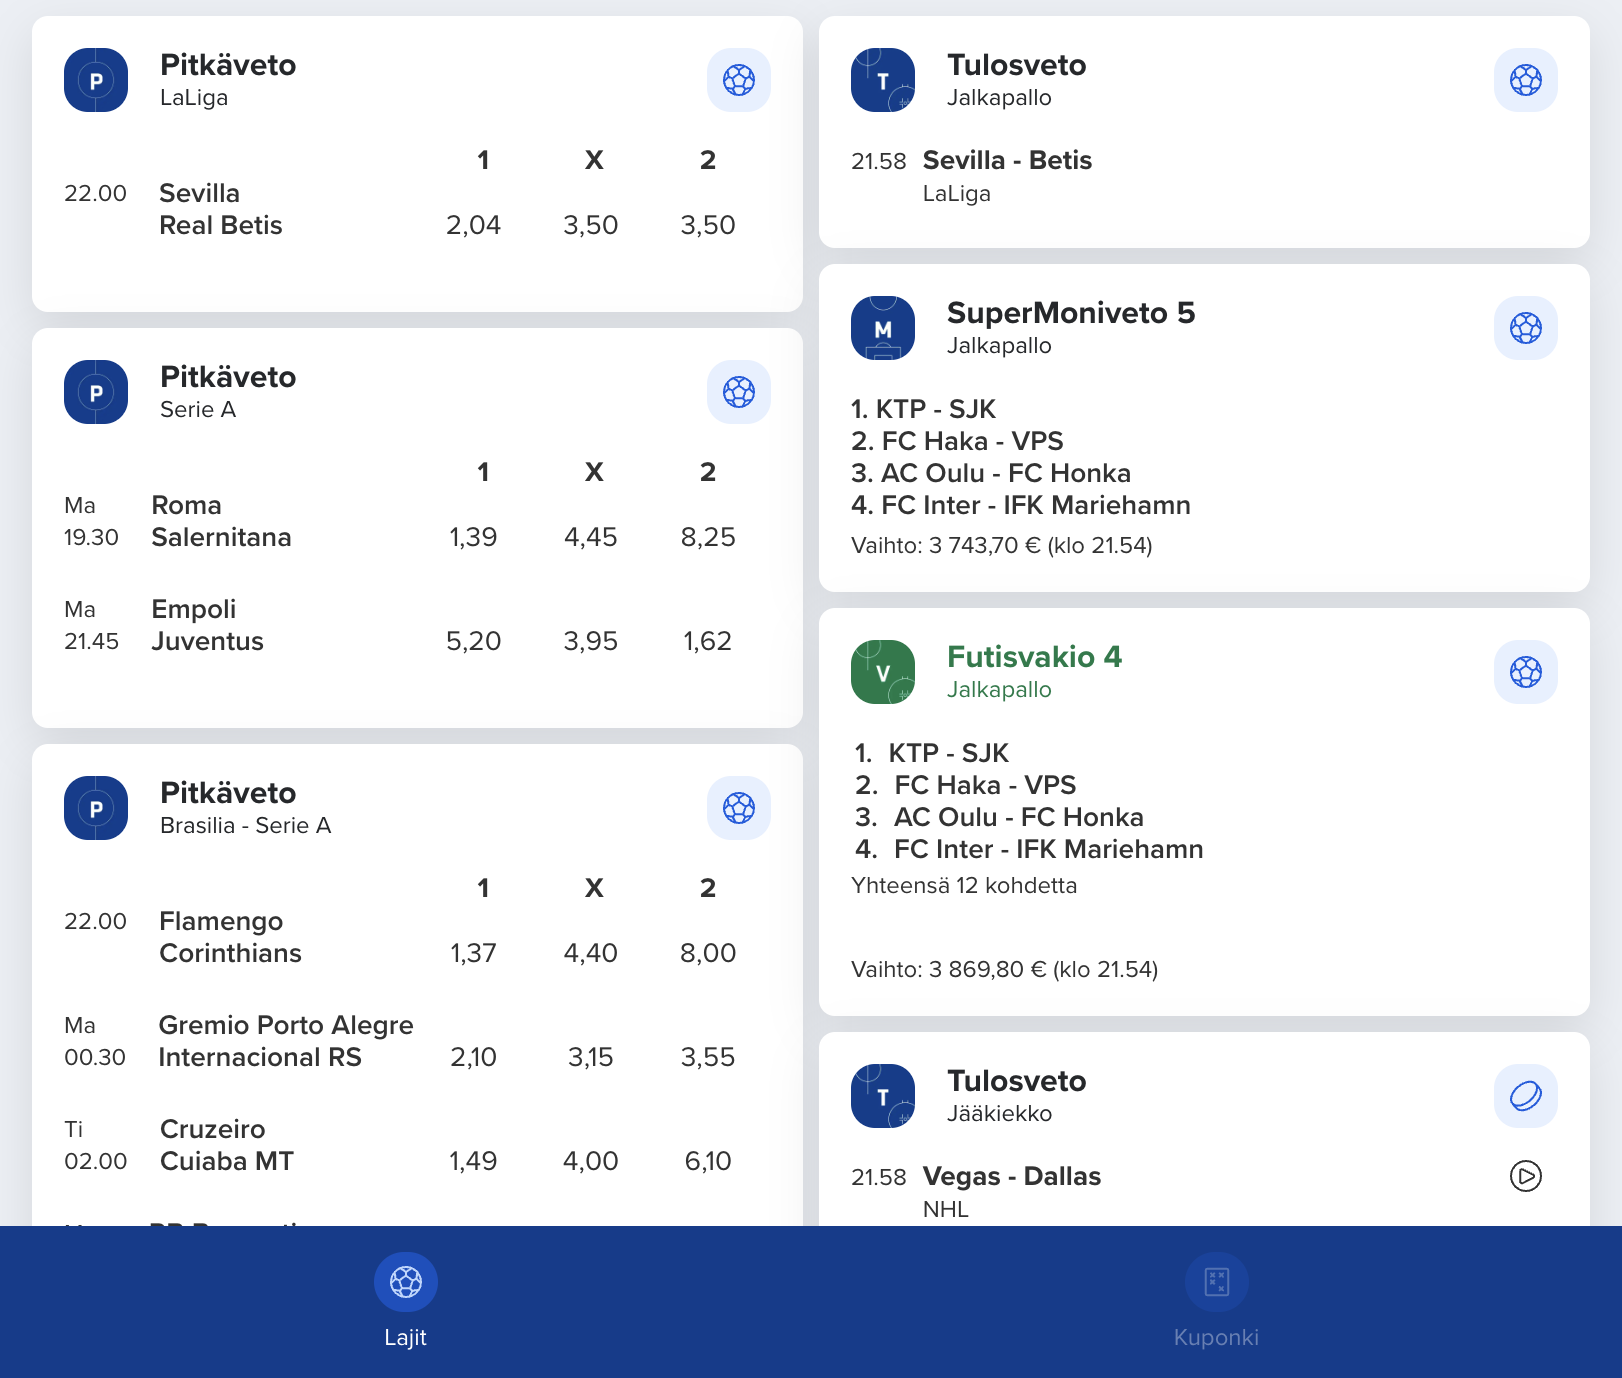 P
Pitkäveto
LaLiga
1 X 2
22.00 Sevilla
Real Betis 2,04 3,50 3,50
P
Pitkäveto
Serie A
1 X 2
Ma Roma
19.30 Salernitana 1,39 4,45 8,25
Ma Empoli
21.45 Juventus 5,20 3,95 1,62
P
Pitkäveto
Brasilia - Serie A
1 X 2
22.00 Flamengo
Corinthians 1,37 4,40 8,00
Ma Gremio Porto Alegre
00.30 Internacional RS 2,10 3,15 3,55
Ti Cruzeiro
02.00 Cuiaba MT 1,49 4,00 6,10
T
Tulosveto
Jalkapallo
21.58 Sevilla - Betis
LaLiga
M
SuperMoniveto 5
Jalkapallo
1. KTP - SJK
2. FC Haka - VPS
3. AC Oulu - FC Honka
4. FC Inter - IFK Mariehamn
Vaihto: 3 743,70 € (klo 21.54)
V
Futisvakio 4
Jalkapallo
1. KTP - SJK
2. FC Haka - VPS
3. AC Oulu - FC Honka
4. FC Inter - IFK Mariehamn
Yhteensä 12 kohdetta
Vaihto: 3 869,80 € (klo 21.54)
T
Tulosveto
Jääkiekko
21.58 Vegas - Dallas
NHL
Lajit
Kuponki